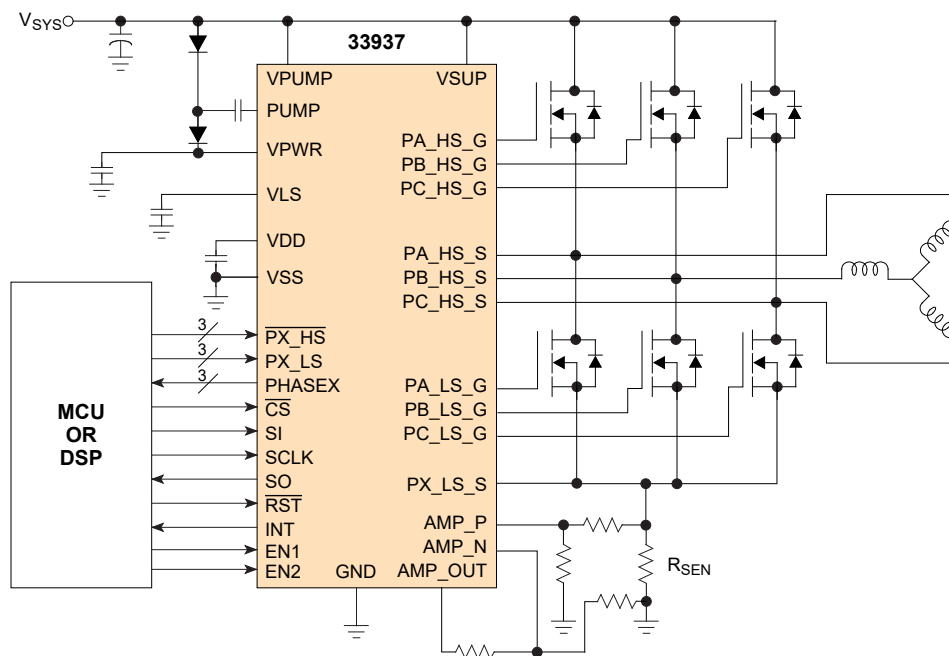 VSYS
33937
VPUMP
VSUP
PUMP
VPWR
VLS
VDD
VSS
PX_HS
PX_LS
PHASEX
CS
SI
SCLK
SO
RST
INT
EN1
EN2
GND
3
3
3
MCU
OR
DSP
PA_HS_G
PB_HS_G
PC_HS_G
PA_HS_S
PB_HS_S
PC_HS_S
PA_LS_G
PB_LS_G
PC_LS_G
PX_LS_S
AMP_P
AMP_N
AMP_OUT
RSEN